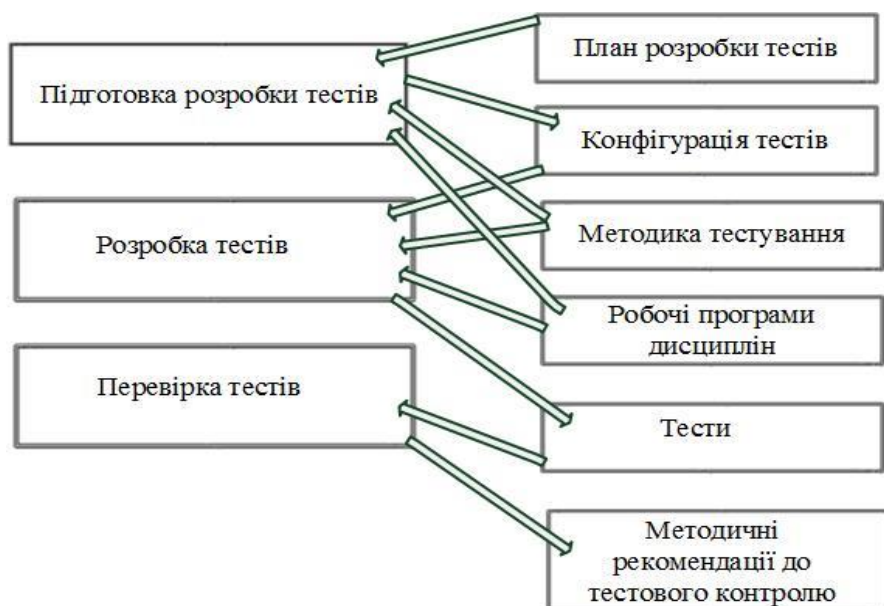 План розробки тестів
Підготовка розробки тестів
Конфігурація тестів
Методика тестування
Розробка тестів
Робочі програми
дисциплін
Перевірка тестів
Тести
Методичні
рекомендації до
тестового контролю